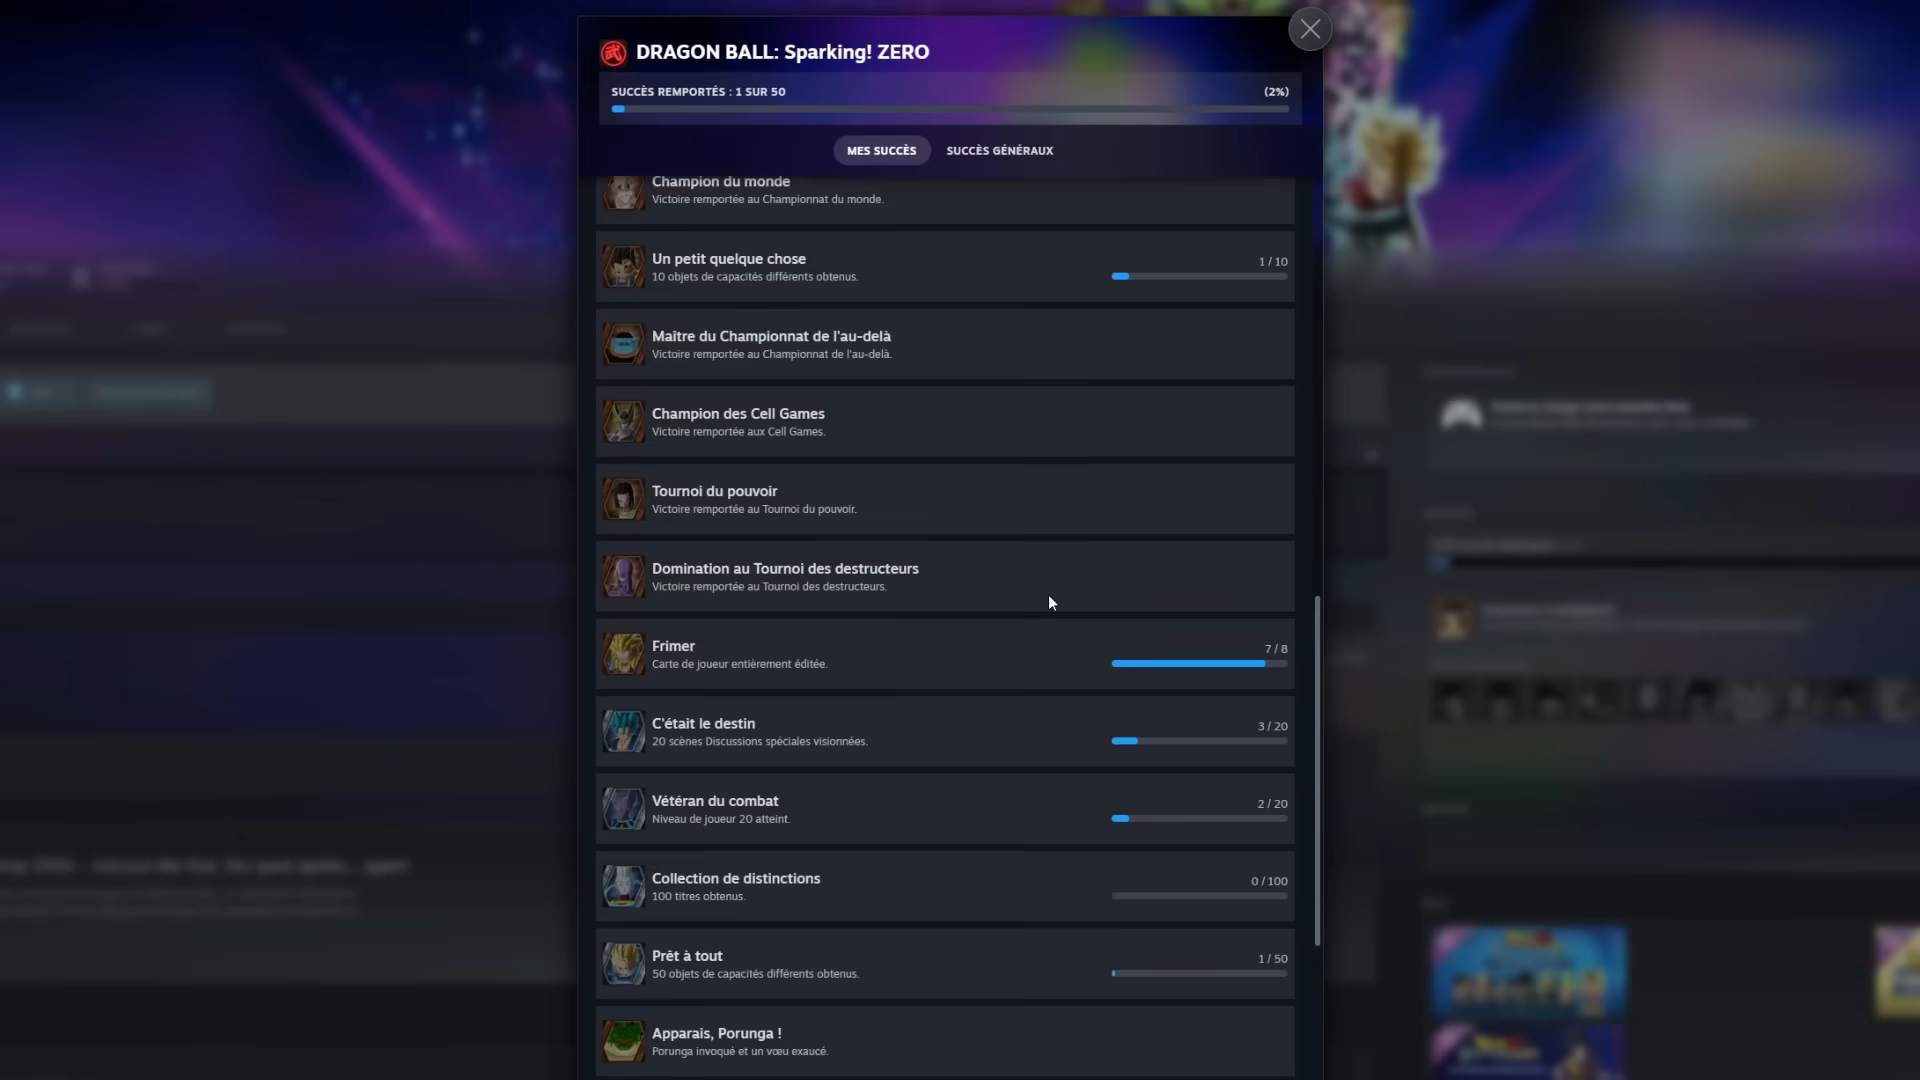 DRAGON BALL: Sparking! ZERO
SUCCÈS REMPORTÉS : 1 SUR 50 (2%)
MES SUCCÈS SUCCÈS GÉNÉRAUX
Champion du monde
Victoire remportée au Championnat du monde.
Un petit quelque chose
1 / 10
10 objets de capacités différents obtenus.
Maître du Championnat de l'au-delà
Victoire remportée au Championnat de l'au-delà.
Champion des Cell Games
Victoire remportée aux Cell Games.
Tournoi du pouvoir
Victoire remportée au Tournoi du pouvoir.
Domination au Tournoi des destructeurs
Victoire remportée au Tournoi des destructeurs.
Frimer
7 / 8
Carte de joueur entièrement éditée.
C'était le destin
3 / 20
20 scènes Discussions spéciales visionnées.
Vétéran du combat
2 / 20
Niveau de joueur 20 atteint.
Collection de distinctions
0 / 100
100 titres obtenus.
Prêt à tout
1 / 50
50 objets de capacités différents obtenus.
Apparais, Porunga !
Porunga invoqué et un vœu exaucé.